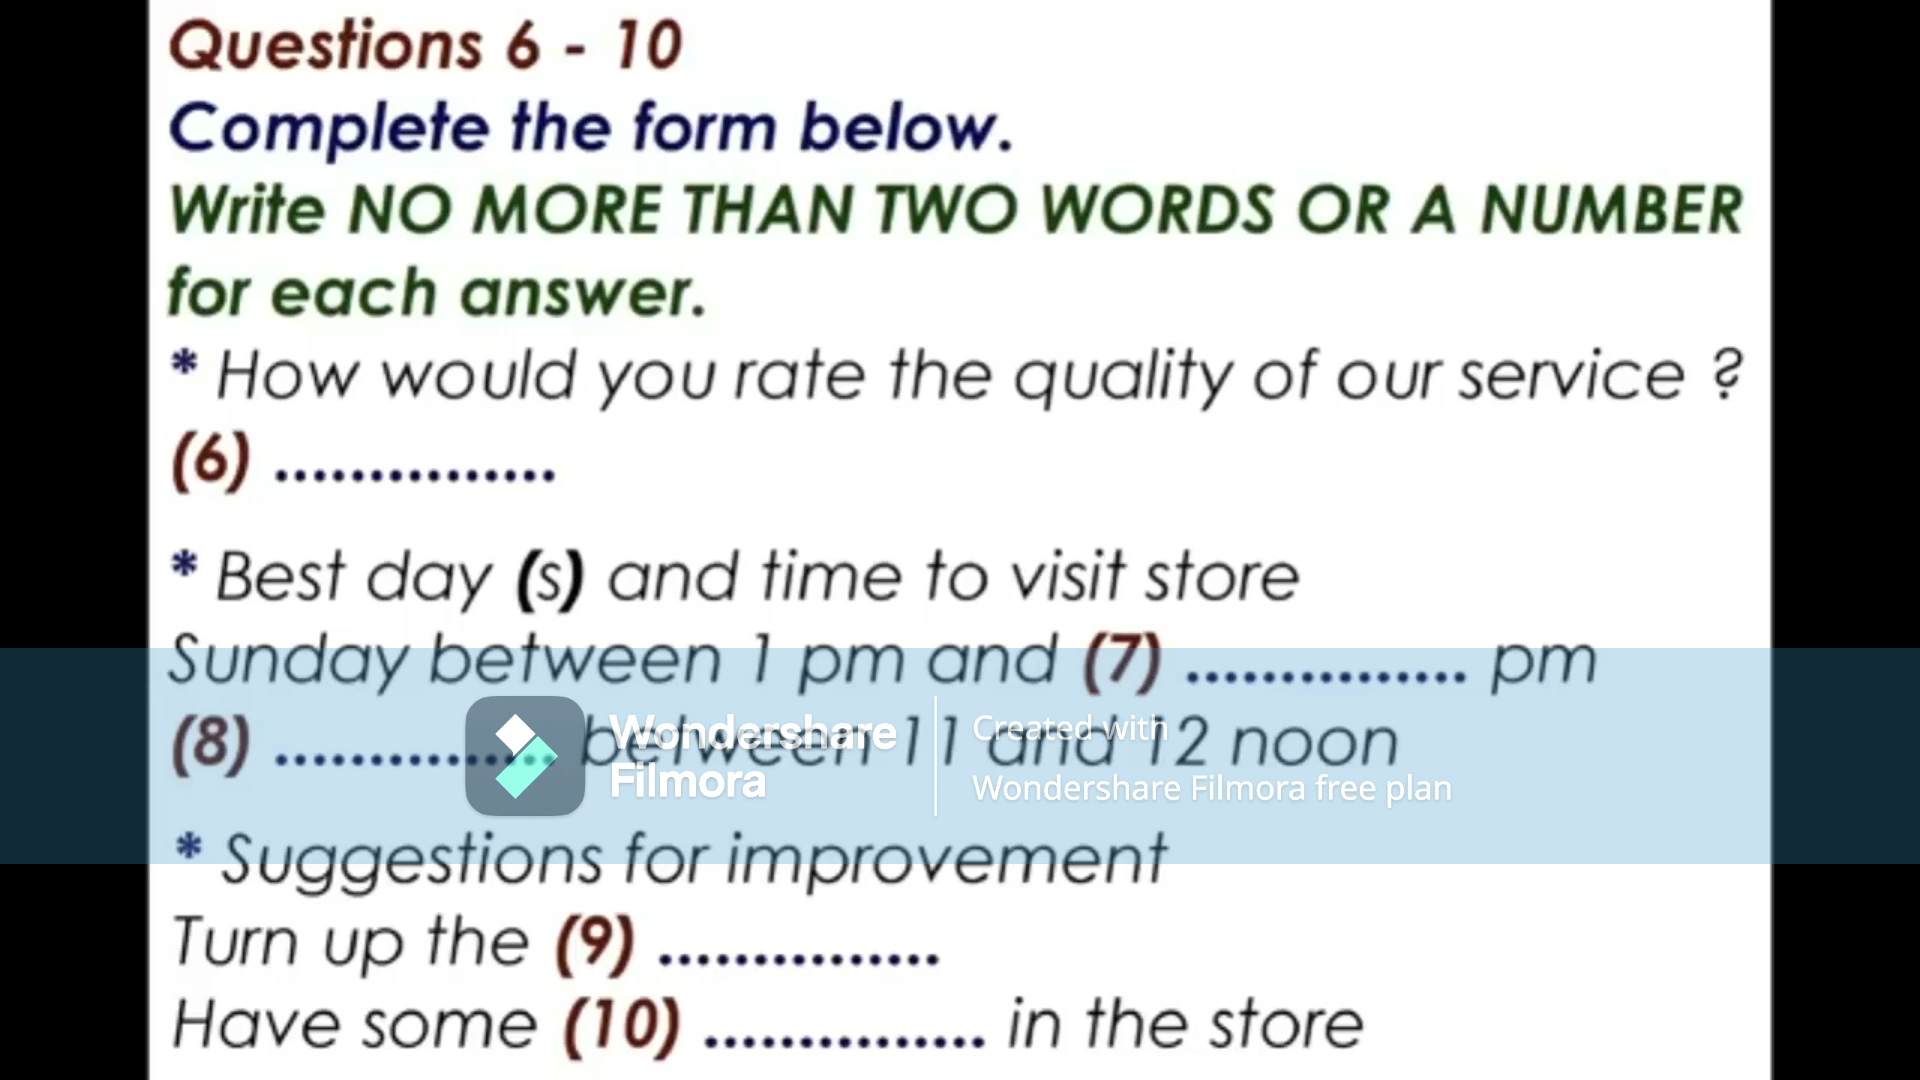 Questions 6 - 10
Complete the form below.
Write NO MORE THAN TWO WORDS OR A NUMBER
for each answer.
* How would you rate the quality of our service ?
(6) ...............
* Best day (s) and time to visit store
Sunday between 1 pm and (7) ............... pm
(8) ............... between 11 and 12 noon
Wondershare
Filmora
Created with
Wondershare Filmora free plan
* Suggestions for improvement
Turn up the (9) ...............
Have some (10) ............... in the store